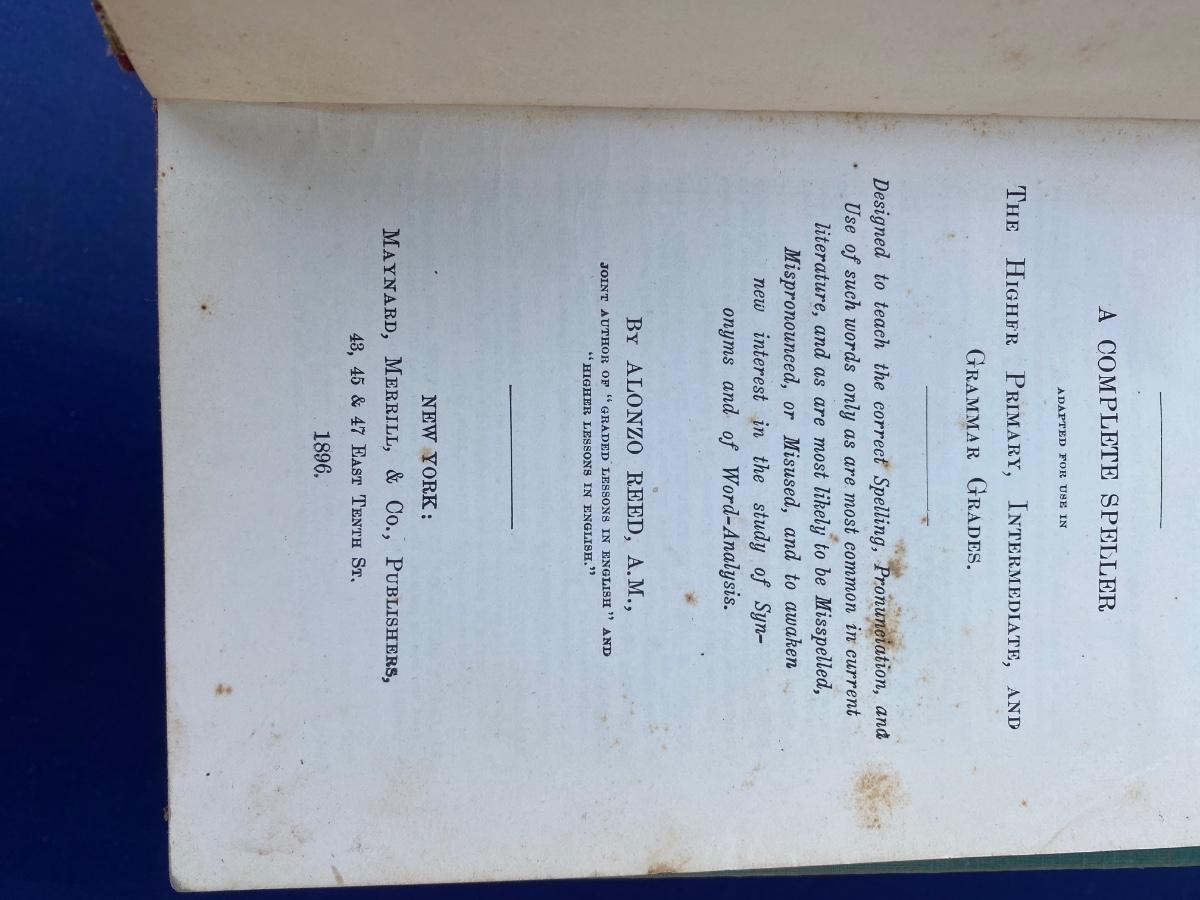 A COMPLETE SPELLER
ADAPTED FOR USE IN
THE HIGHER PRIMARY, INTERMEDIATE, AND
GRAMMAR GRADES.
Designed to teach the correct Spelling, Pronunciation, and
Use of such words only as are most common in current
literature, and as are most likely to be Misspelled,
Mispronounced, or Misused, and to awaken
new interest in the study of Syn-
onyms and of Word-Analysis.
BY ALONZO REED, A.M.,
JOINT AUTHOR OF "GRADED LESSONS IN ENGLISH" AND
"HIGHER LESSONS IN ENGLISH."
NEW YORK:
MAYNARD, MERRILL, & CO., PUBLISHERS,
43, 45 & 47 EAST TENTH ST.
1896.